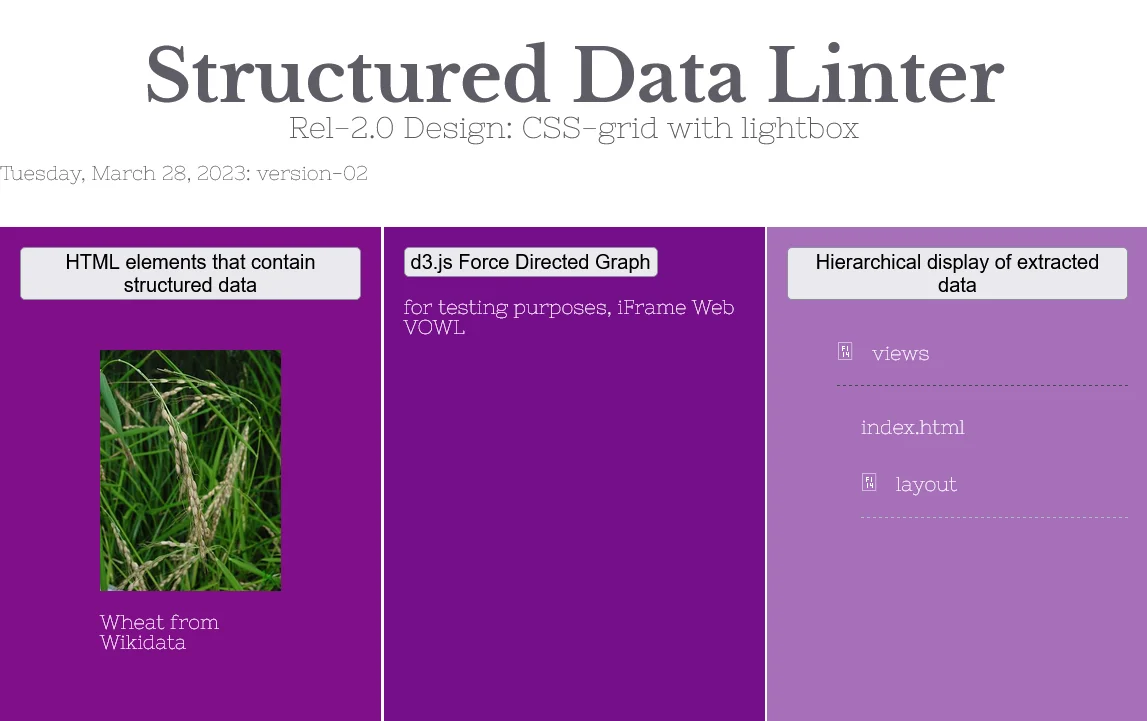 Structured Data Linter
Rel-2.0 Design: CSS-grid with lightbox
Tuesday, March 28, 2023: version-02
HTML elements that contain
structured data
Wheat from
Wikidata
d3.js Force Directed Graph
for testing purposes, iFrame Web
VOWL
Hierarchical display of extracted
data
views
index.html
layout